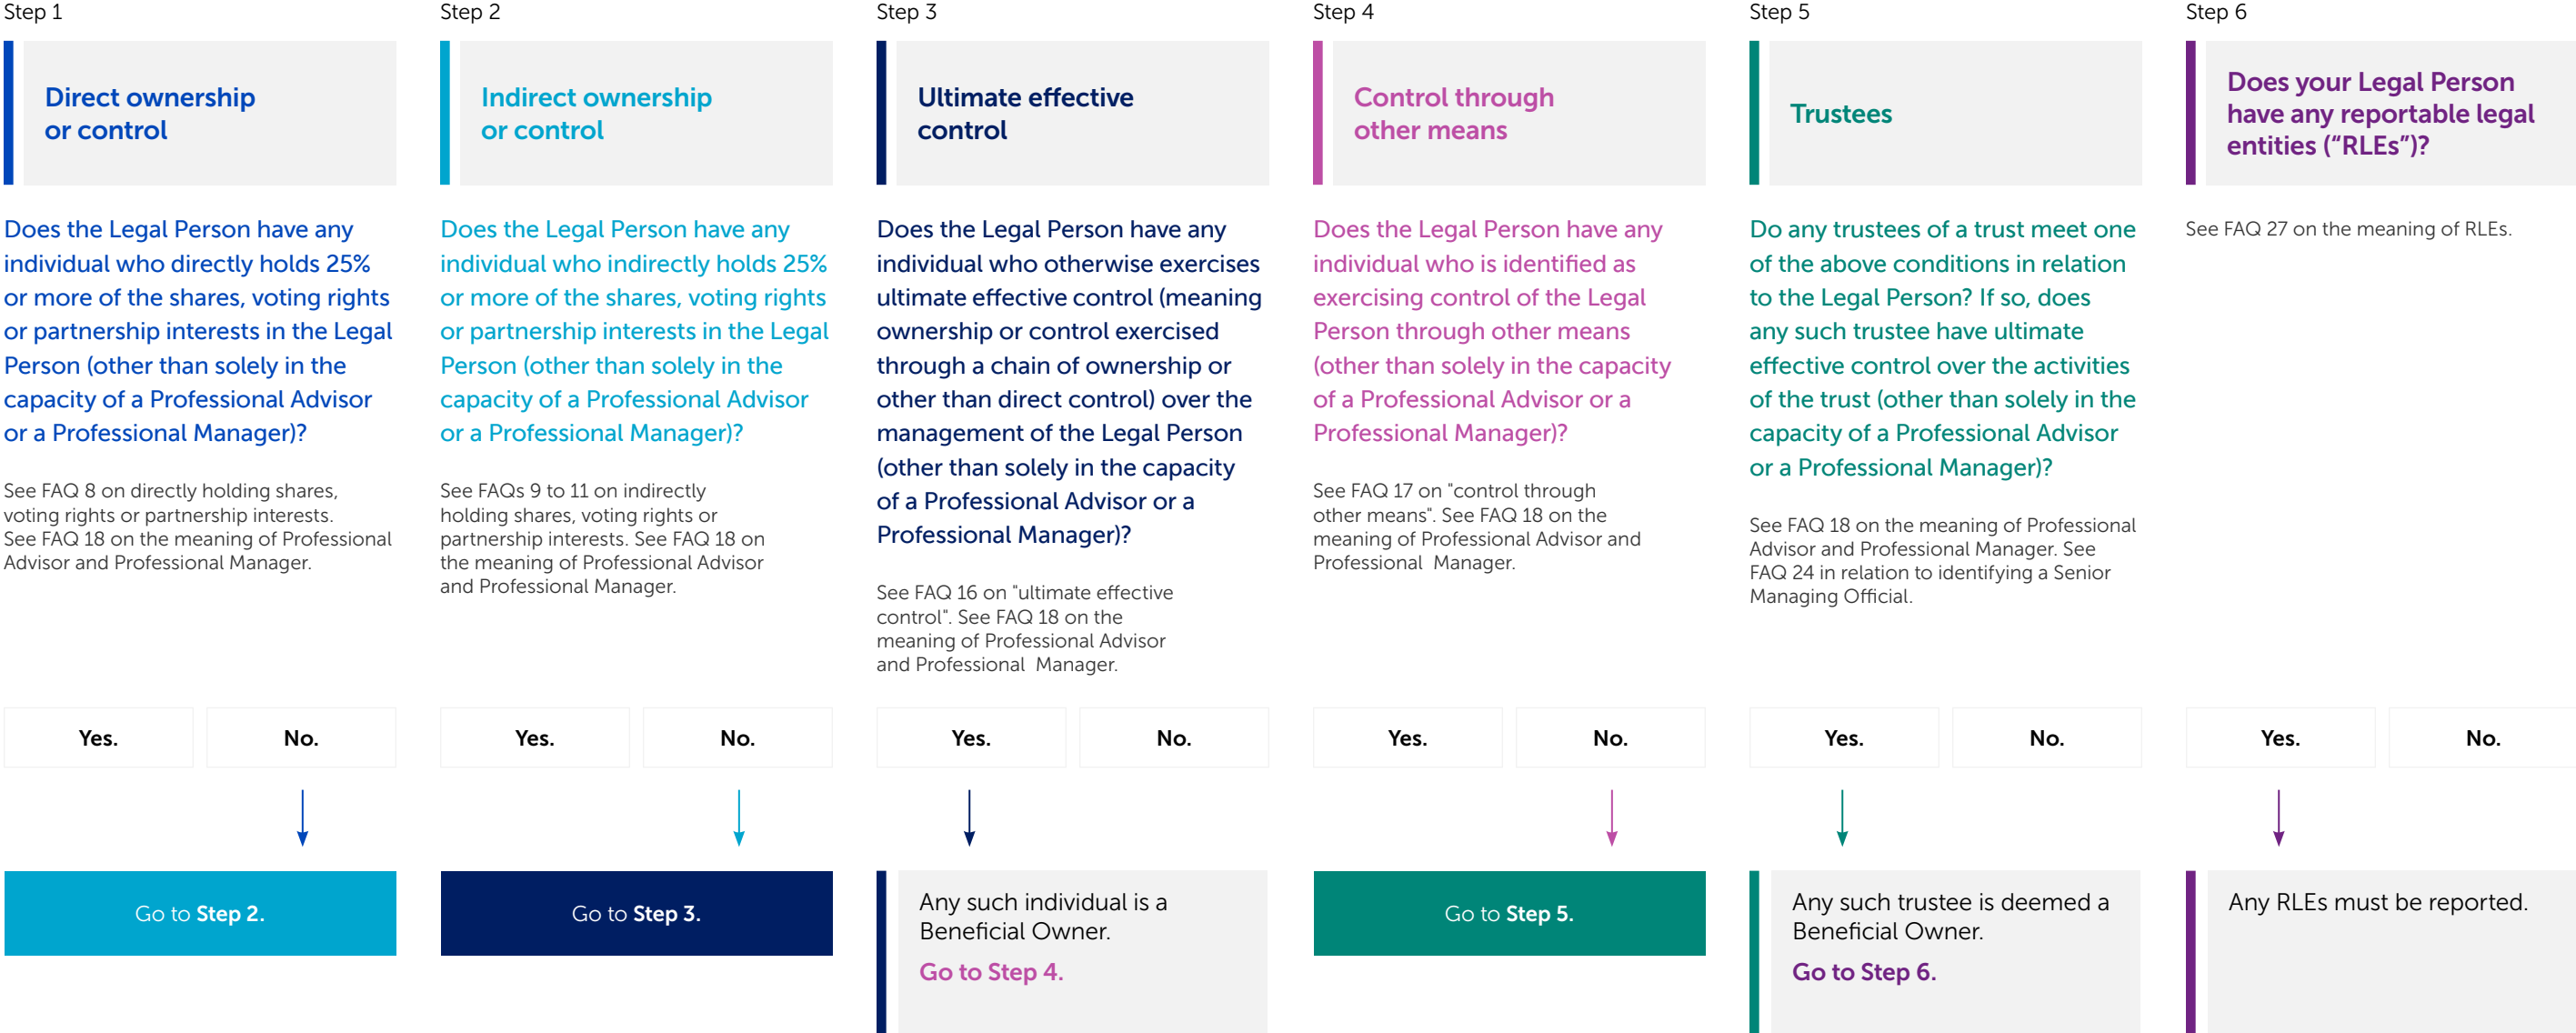 Step 1
Direct ownership
or control
Does the Legal Person have any
individual who directly holds 25%
or more of the shares, voting rights
or partnership interests in the Legal
Person (other than solely in the
capacity of a Professional Advisor
or a Professional Manager)?
See FAQ 8 on directly holding shares,
voting rights or partnership interests.
See FAQ 18 on the meaning of Professional
Advisor and Professional Manager.
Yes.
No.
Go to Step 2.
Step 2
Indirect ownership
or control
Does the Legal Person have any
individual who indirectly holds 25%
or more of the shares, voting rights
or partnership interests in the Legal
Person (other than solely in the
capacity of a Professional Advisor
or a Professional Manager)?
See FAQs 9 to 11 on indirectly
holding shares, voting rights or
partnership interests. See FAQ 18 on
the meaning of Professional Advisor
and Professional Manager.
Yes.
No.
Go to Step 3.
Step 3
Ultimate effective
control
Does the Legal Person have any
individual who otherwise exercises
ultimate effective control (meaning
ownership or control exercised
through a chain of ownership or
other than direct control) over the
management of the Legal Person
(other than solely in the capacity
of a Professional Advisor or a
Professional Manager)?
See FAQ 16 on "ultimate effective
control". See FAQ 18 on the
meaning of Professional Advisor
and Professional Manager.
Yes.
No.
Any such individual is a
Beneficial Owner.
Go to Step 4.
Step 4
Control through
other means
Does the Legal Person have any
individual who is identified as
exercising control of the Legal
Person through other means
(other than solely in the capacity
of a Professional Advisor or a
Professional Manager)?
See FAQ 17 on "control through
other means". See FAQ 18 on the
meaning of Professional Advisor and
Professional Manager.
Yes.
No.
Go to Step 5.
Step 5
Trustees
Do any trustees of a trust meet one
of the above conditions in relation
to the Legal Person? If so, does
any such trustee have ultimate
effective control over the activities
of the trust (other than solely in the
capacity of a Professional Advisor
or a Professional Manager)?
See FAQ 18 on the meaning of Professional
Advisor and Professional Manager. See
FAQ 24 in relation to identifying a Senior
Managing Official.
Yes.
No.
Any such trustee is deemed a
Beneficial Owner.
Go to Step 6.
Step 6
Does your Legal Person
have any reportable legal
entities (“RLEs”)?
See FAQ 27 on the meaning of RLEs.
Yes.
No.
Any RLEs must be reported.